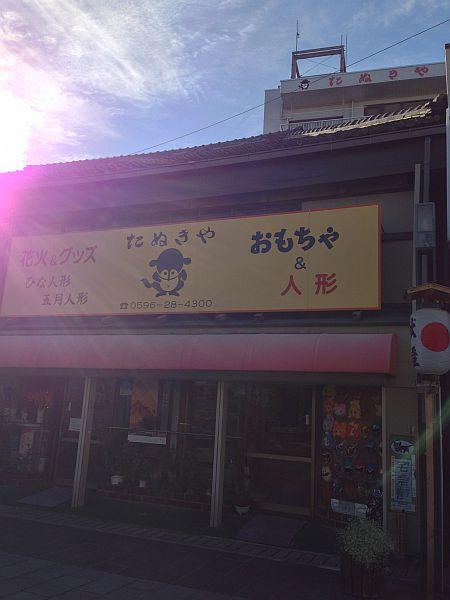 たぬきや
花火&グッズ
ひな人形
五月人形
たぬきや
☎0596-28-4300
おもちゃ
&
人形